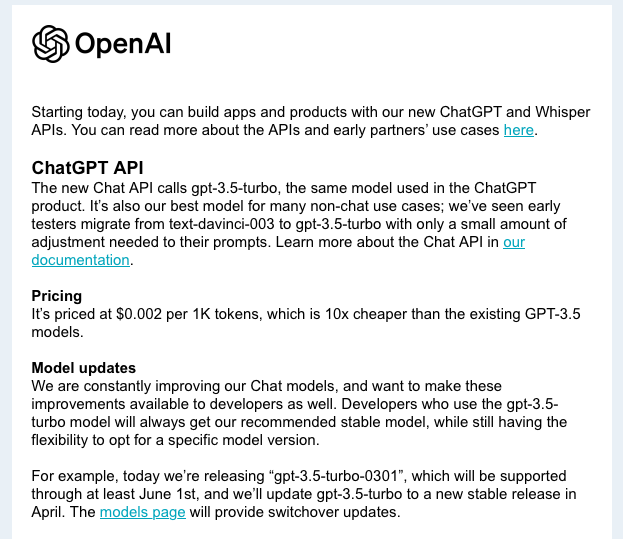 OpenAI
Starting today, you can build apps and products with our new ChatGPT and Whisper
APIs. You can read more about the APIs and early partners’ use cases here.
ChatGPT API
The new Chat API calls gpt-3.5-turbo, the same model used in the ChatGPT
product. It’s also our best model for many non-chat use cases; we’ve seen early
testers migrate from text-davinci-003 to gpt-3.5-turbo with only a small amount of
adjustment needed to their prompts. Learn more about the Chat API in our
documentation.
Pricing
It’s priced at $0.002 per 1K tokens, which is 10x cheaper than the existing GPT-3.5
models.
Model updates
We are constantly improving our Chat models, and want to make these
improvements available to developers as well. Developers who use the gpt-3.5-
turbo model will always get our recommended stable model, while still having the
flexibility to opt for a specific model version.
For example, today we’re releasing “gpt-3.5-turbo-0301”, which will be supported
through at least June 1st, and we’ll update gpt-3.5-turbo to a new stable release in
April. The models page will provide switchover updates.